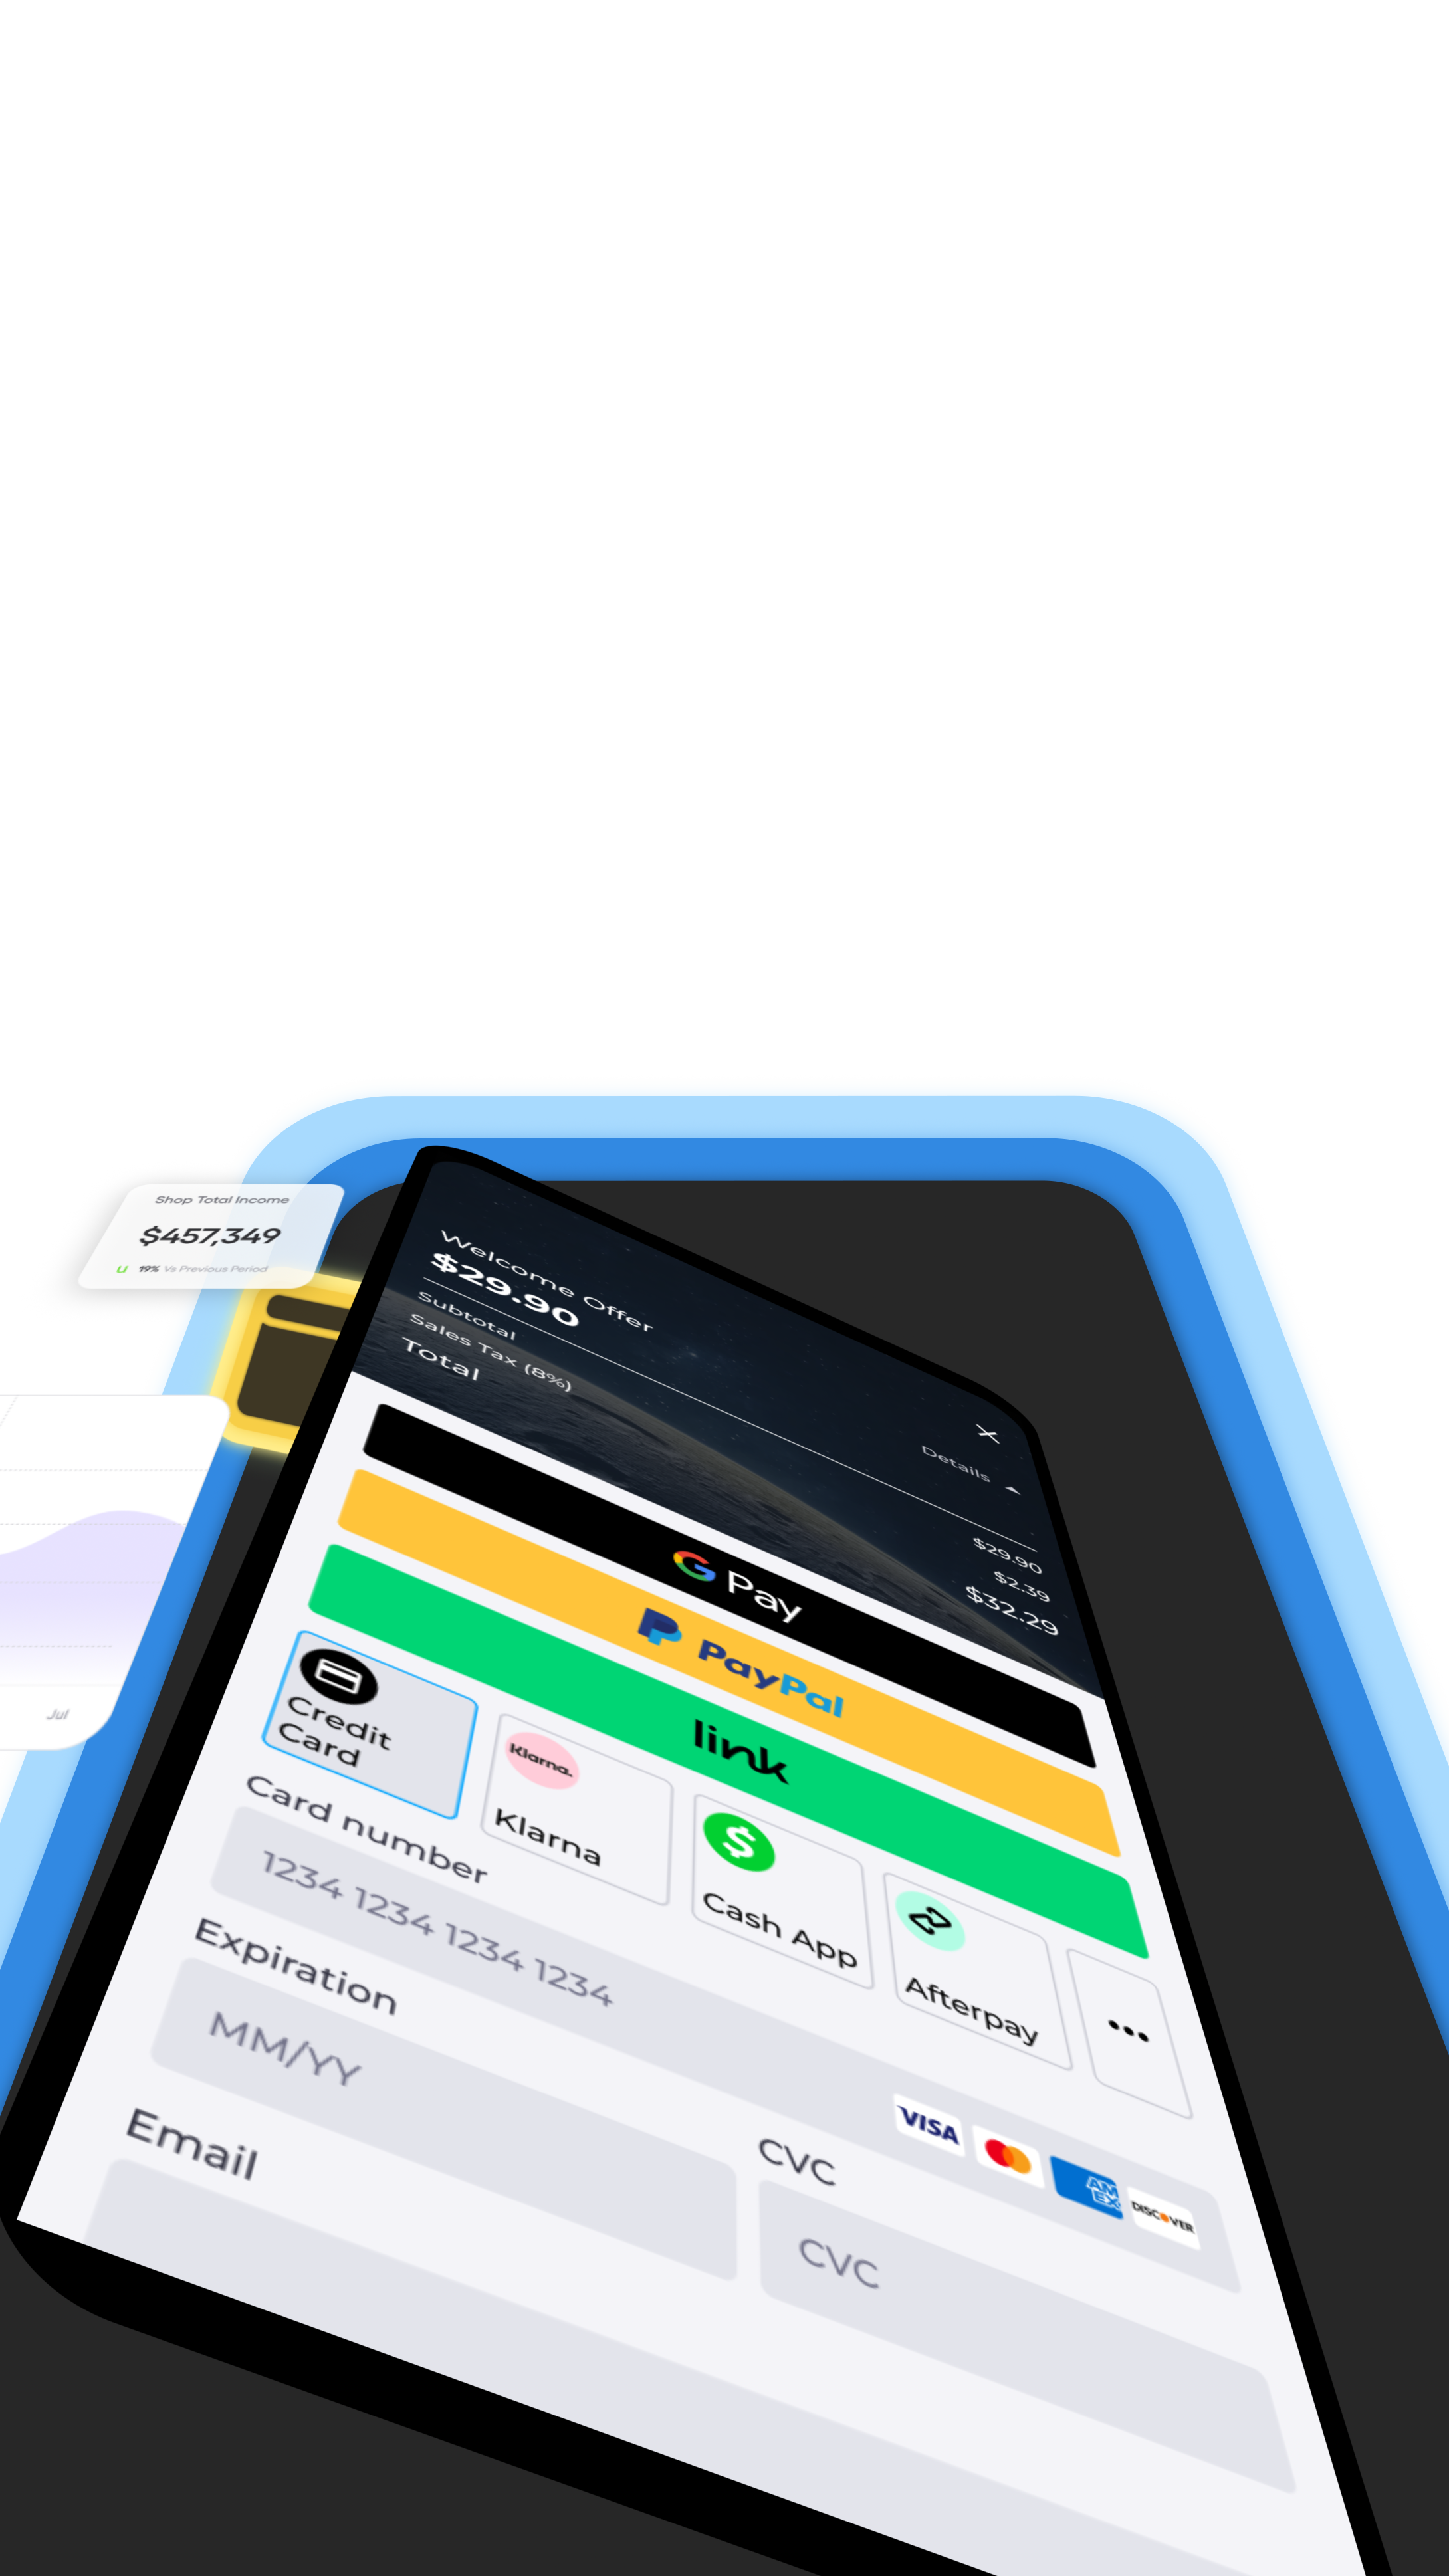 Shop Total Income
$457,349
19% Vs Previous Period
Jul
Welcome Offer
$29.90
Details
Subtotal $29.90
Sales Tax (8%) $2.39
Total $32.29
G Pay
PayPal
link
Credit
Card
Klarna.
Klarna
$
Cash App
Afterpay
Card number
1234 1234 1234 1234
VISA
AM
EX
DISCOVER
Expiration
MM/YY
CVC
CVC
Email